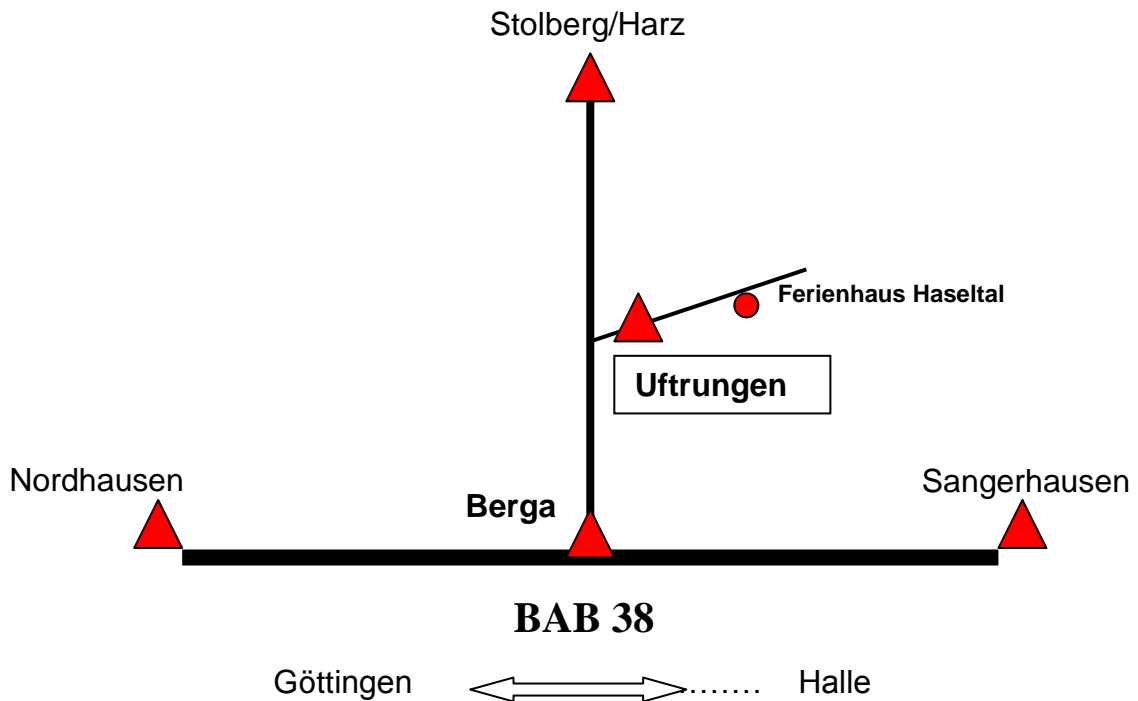 Stolberg/Harz
Ferienhaus Haseltal
Uftrungen
Nordhausen
Sangerhausen
Berga
BAB 38
Göttingen ....... Halle